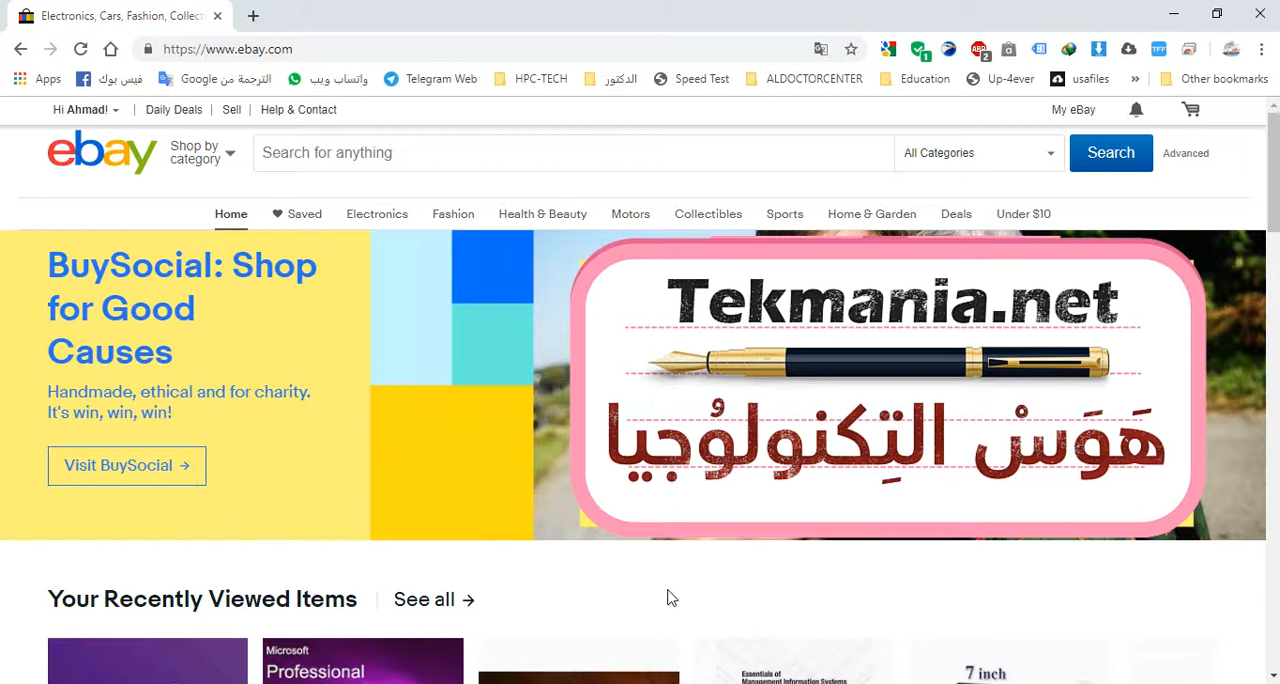 Electronics, Cars, Fashion, Collect
https://www.ebay.com
Apps فيس بوك Google الترجمة من واتساب ويب Telegram Web HPC-TECH الدكتور Speed Test ALDOCTORCENTER Education Up-4ever usafiles » Other bookmarks
Hi Ahmad! Daily Deals Sell Help & Contact My eBay
ebay Shop by category Search for anything All Categories Search Advanced
Home Saved Electronics Fashion Health & Beauty Motors Collectibles Sports Home & Garden Deals Under $10
BuySocial: Shop
for Good
Causes
Handmade, ethical and for charity.
It's win, win, win!
Visit BuySocial →
Tekmania.net
هَوَسْ التِكنولوُجيا
Your Recently Viewed Items See all →
Microsoft
Professional
Essentials of
Management Information Systems
7 inch